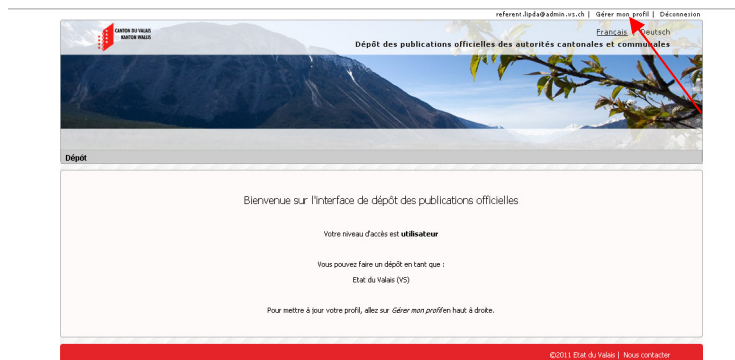 referent.lipda@admin.vs.ch | Gérer mon profil | Déconnexion
CANTON DU VALAIS
KANTON WALLIS
Français Deutsch
Dépôt des publications officielles des autorités cantonales et communales
Dépôt
Bienvenue sur l'interface de dépôt des publications officielles
Votre niveau d'accès est utilisateur
Vous pouvez faire un dépôt en tant que :
Etat du Valais (VS)
Pour mettre à jour votre profil, allez sur Gérer mon profil en haut à droite.
©2011 Etat du Valais | Nous contacter